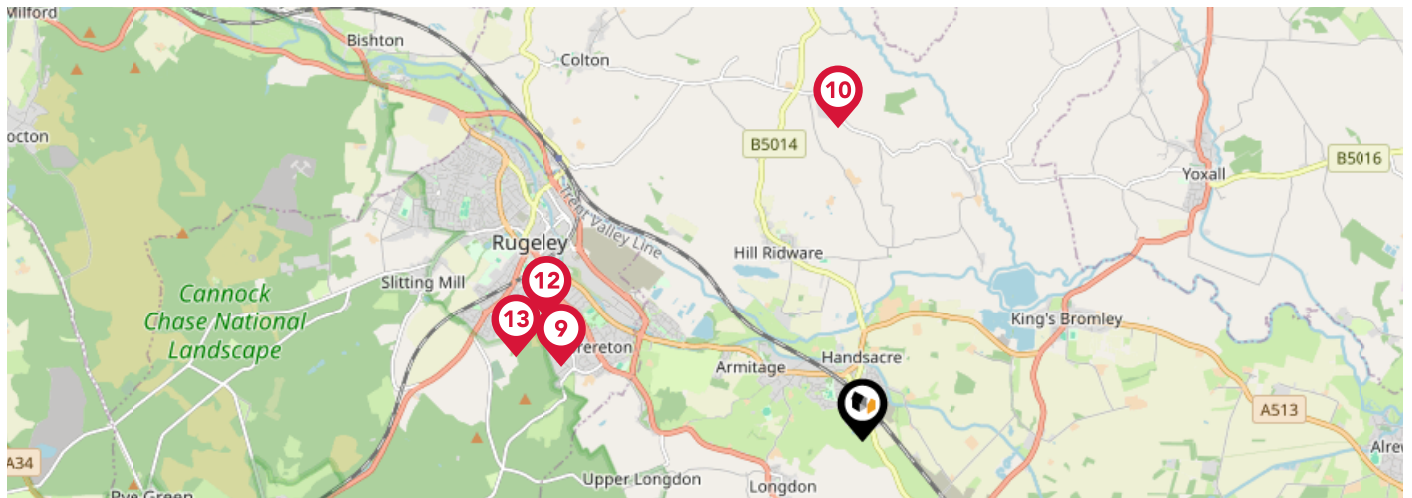 Milford
Bishton
Colton
10
octon
B5014
B5016
Yoxall
Trent Valley Line
Rugeley
Hill Ridware
Slitting Mill
12
Cannock
Chase National
Landscape
13
9
rereton
King's Bromley
Handsacre
Armitage
A513
Alrew
A34
Upper Longdon
Longdon
Pye Green